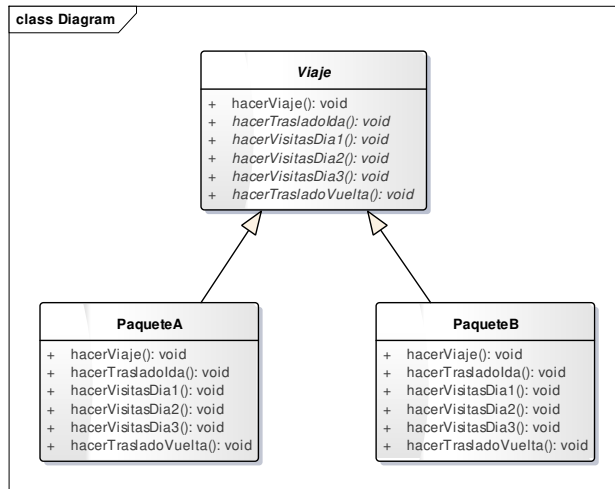 class Diagram
Viaje
+ hacerViaje(): void
+ hacerTrasladoIda(): void
+ hacerVisitasDia1(): void
+ hacerVisitasDia2(): void
+ hacerVisitasDia3(): void
+ hacerTrasladoVuelta(): void
PaqueteA
+ hacerViaje(): void
+ hacerTrasladoIda(): void
+ hacerVisitasDia1(): void
+ hacerVisitasDia2(): void
+ hacerVisitasDia3(): void
+ hacerTrasladoVuelta(): void
PaqueteB
+ hacerViaje(): void
+ hacerTrasladoIda(): void
+ hacerVisitasDia1(): void
+ hacerVisitasDia2(): void
+ hacerVisitasDia3(): void
+ hacerTrasladoVuelta(): void